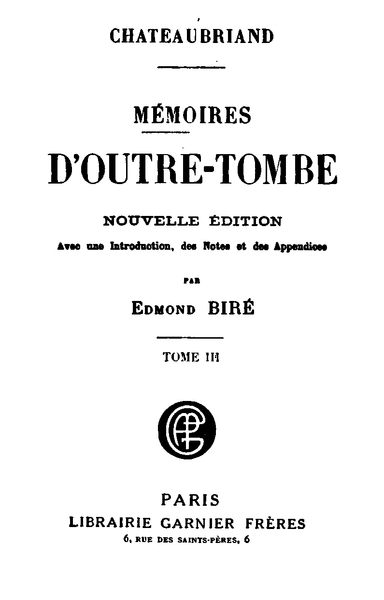 CHATEAUBRIAND
MÉMOIRES
D'OUTRE-TOMBE
NOUVELLE ÉDITION
Avec une Introduction, des Notes et des Appendices
PAR
EDMOND BIRÉ
TOME III
PARIS
LIBRAIRIE GARNIER FRÈRES
6, RUE DES SAINTS-PÈRES, 6